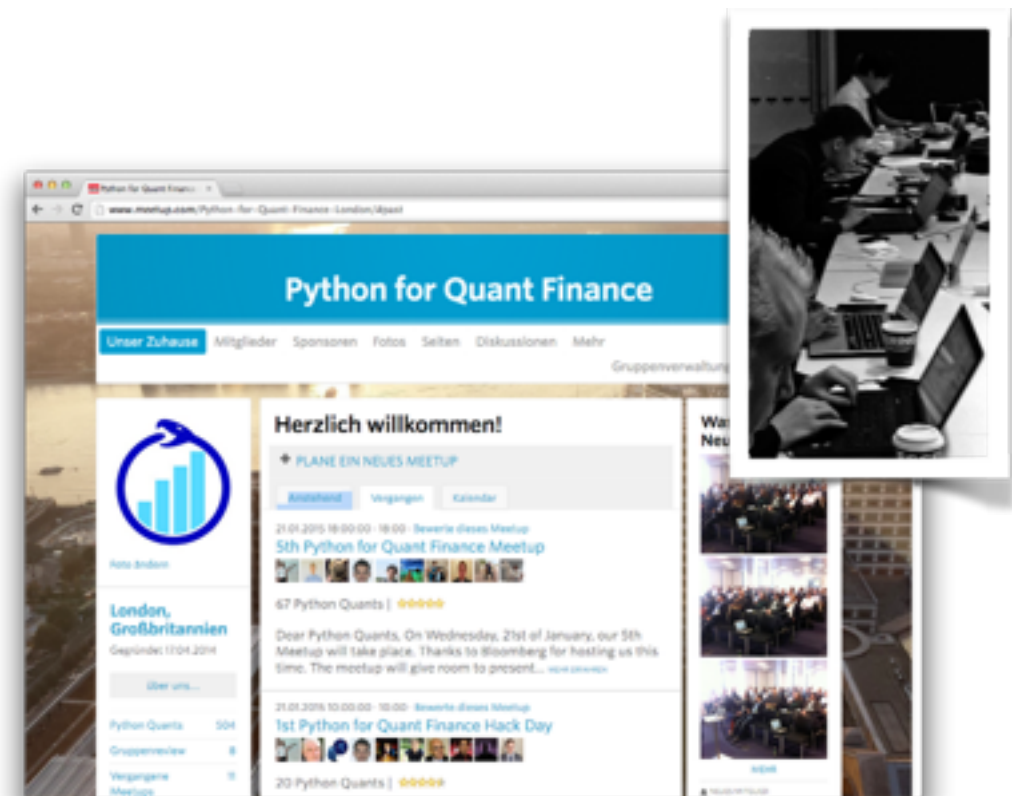 Python for Quant Financ
www.meetup.com/Python-for-Quant-Finance-London/#past
Python for Quant Finance
Unser Zuhause Mitglieder Sponsoren Fotos Seiten Diskussionen Mehr
Gruppenverwaltung
Foto ändern
London,
Großbritannien
Gegründet 17.04.2014
Über uns...
Python Quants 504
Gruppenreview 8
Vergangene 11
Meetups
Herzlich willkommen!
+ PLANE EIN NEUES MEETUP
Anstehend Vergangen Kalendar
21.01.2015 18:00:00 · 18:00 · Bewerte dieses Meetup
5th Python for Quant Finance Meetup
67 Python Quants |
Dear Python Quants, On Wednesday, 21st of January, our 5th
Meetup will take place. Thanks to Bloomberg for hosting us this
time. The meetup will give room to present... MEHR ERFAHREN
21.01.2015 10:00:00 · 10:00 · Bewerte dieses Meetup
1st Python for Quant Finance Hack Day
20 Python Quants |
Wa
Neu
MEHR